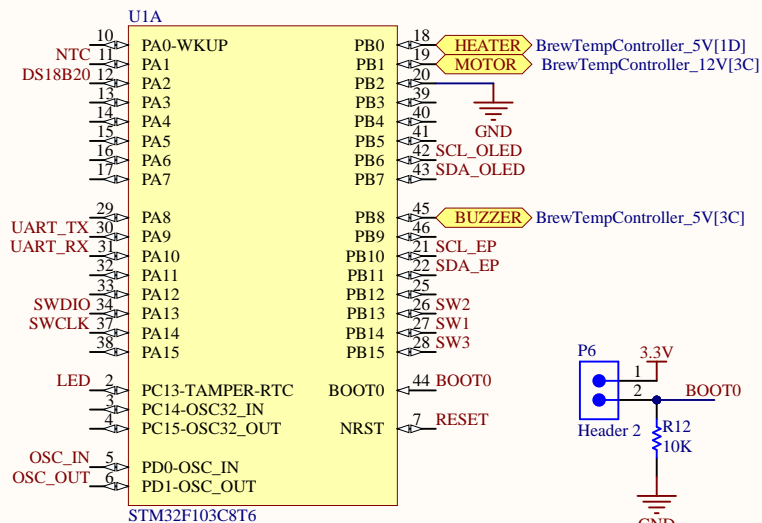 U1A
10 PA0-WKUP PB0 18 HEATER BrewTempController_5V[1D]
NTC 11 PA1 PB1 19 MOTOR BrewTempController_12V[3C]
DS18B20 12 PA2 PB2 20
13 PA3 PB3 39
14 PA4 PB4 40
GND
15 PA5 PB5 41
16 PA6 PB6 42 SCL_OLED
17 PA7 PB7 43 SDA_OLED
29 PA8 PB8 45 BUZZER BrewTempController_5V[3C]
UART_TX 30 PA9 PB9 46
UART_RX 31 PA10 PB10 21 SCL_EP
32 PA11 PB11 22 SDA_EP
33 PA12 PB12 25
SWDIO 34 PA13 PB13 26 SW2
SWCLK 37 PA14 PB14 27 SW1
38 PA15 PB15 28 SW3
LED 2 PC13-TAMPER-RTC BOOT0 44 BOOT0
3 PC14-OSC32_IN
4 PC15-OSC32_OUT NRST 7 RESET
OSC_IN 5 PD0-OSC_IN
OSC_OUT 6 PD1-OSC_OUT
STM32F103C8T6
P6
3.3V
1
2 BOOT0
Header 2
R12
10K
GND